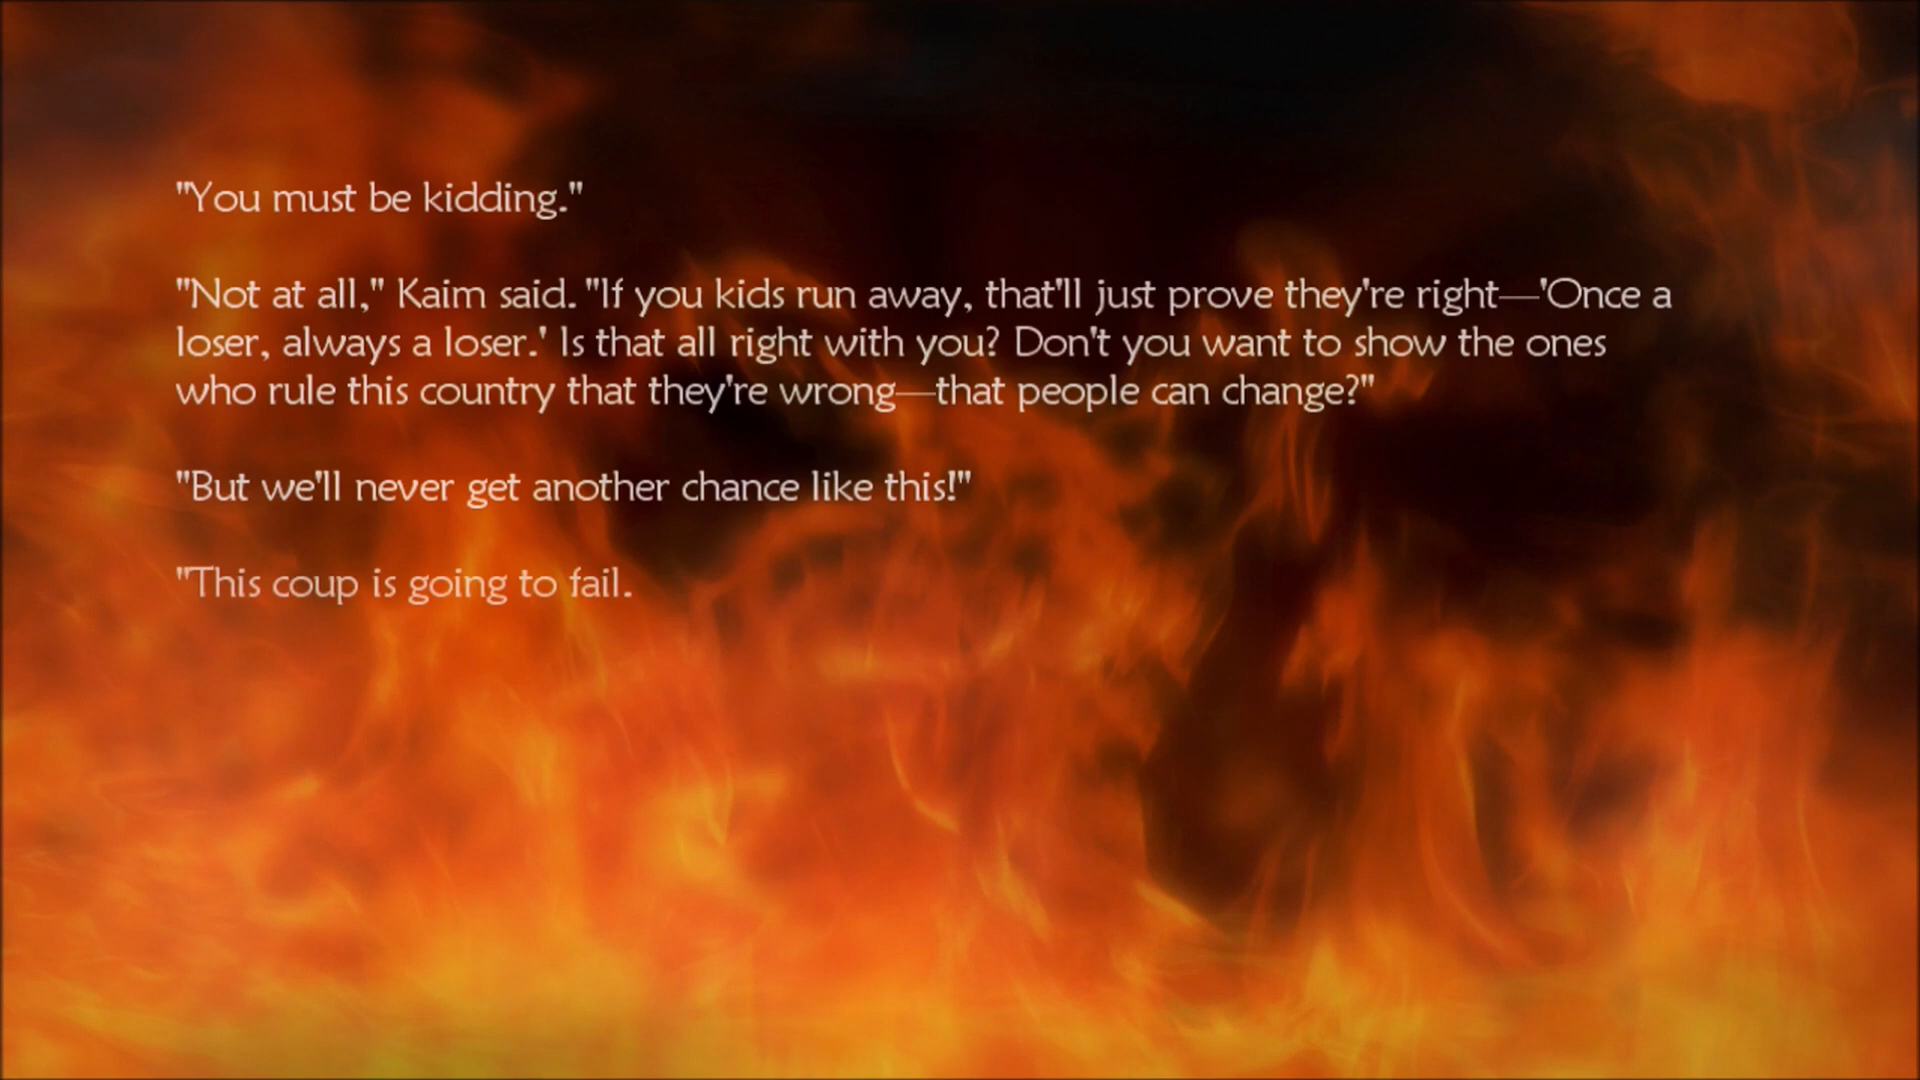 "You must be kidding."
"Not at all," Kaim said. "If you kids run away, that'll just prove they're right—'Once a
loser, always a loser.' Is that all right with you? Don't you want to show the ones
who rule this country that they're wrong—that people can change?"
"But we'll never get another chance like this!"
"This coup is going to fail.